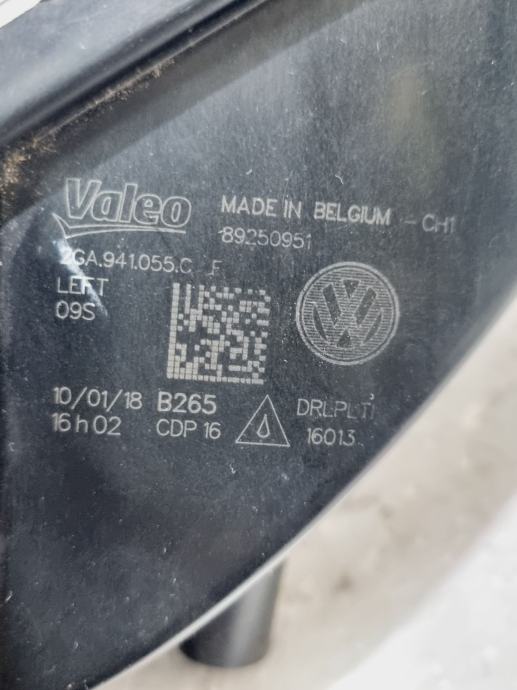 Valeo
MADE IN BELGIUM - CH1
89250951
2GA.941.055.C F
LEFT
09S
10/01/18 B265
16h02 CDP 16
16013